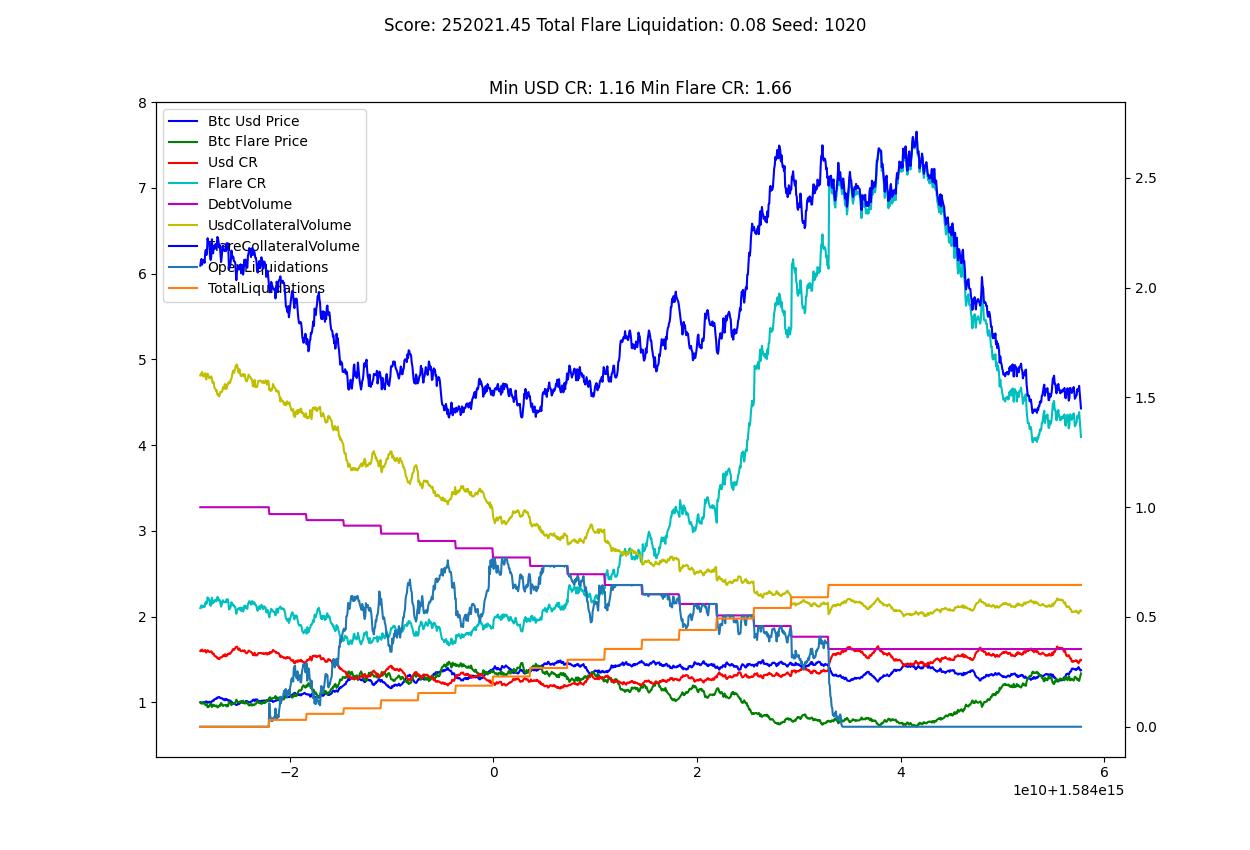 Score: 252021.45 Total Flare Liquidation: 0.08 Seed: 1020
Min USD CR: 1.16 Min Flare CR: 1.66
Btc Usd Price
Btc Flare Price
Usd CR
Flare CR
DebtVolume
UsdCollateralVolume
FlareCollateralVolume
OpenLiquidations
TotalLiquidations
8
7
6
5
4
3
2
1
2.5
2.0
1.5
1.0
0.5
0.0
−2
0
2
4
6
1e10+1.584e15